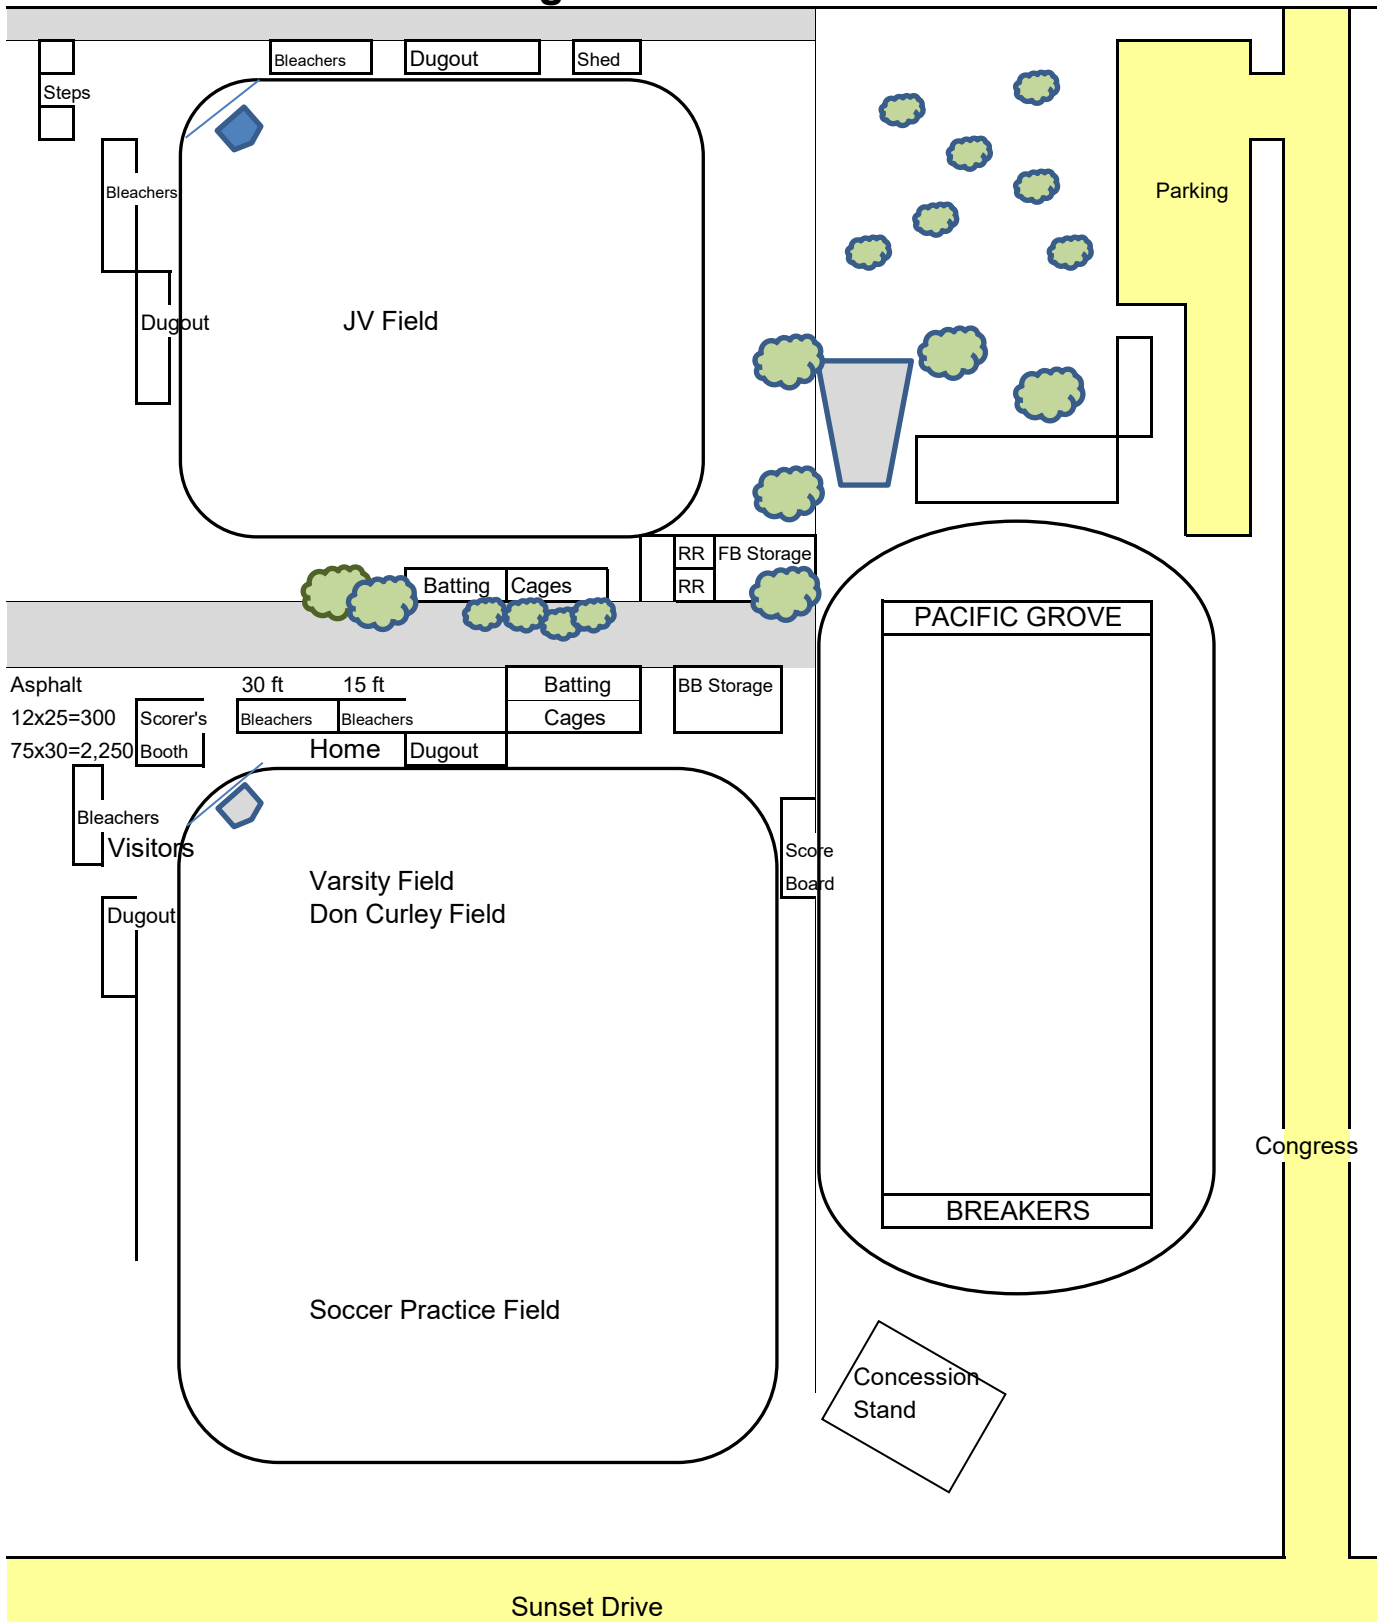 Bleachers
Dugout
Shed
Steps
Bleachers
Parking
Dugout
JV Field
RR
FB Storage
Batting
Cages
RR
PACIFIC GROVE
Asphalt
30 ft
15 ft
Batting
BB Storage
12x25=300
Scorer's
Bleachers
Bleachers
Cages
75x30=2,250
Booth
Home
Dugout
Bleachers
Visitors
Score
Board
Varsity Field
Dugout
Don Curley Field
Congress
BREAKERS
Soccer Practice Field
Concession
Stand
Sunset Drive